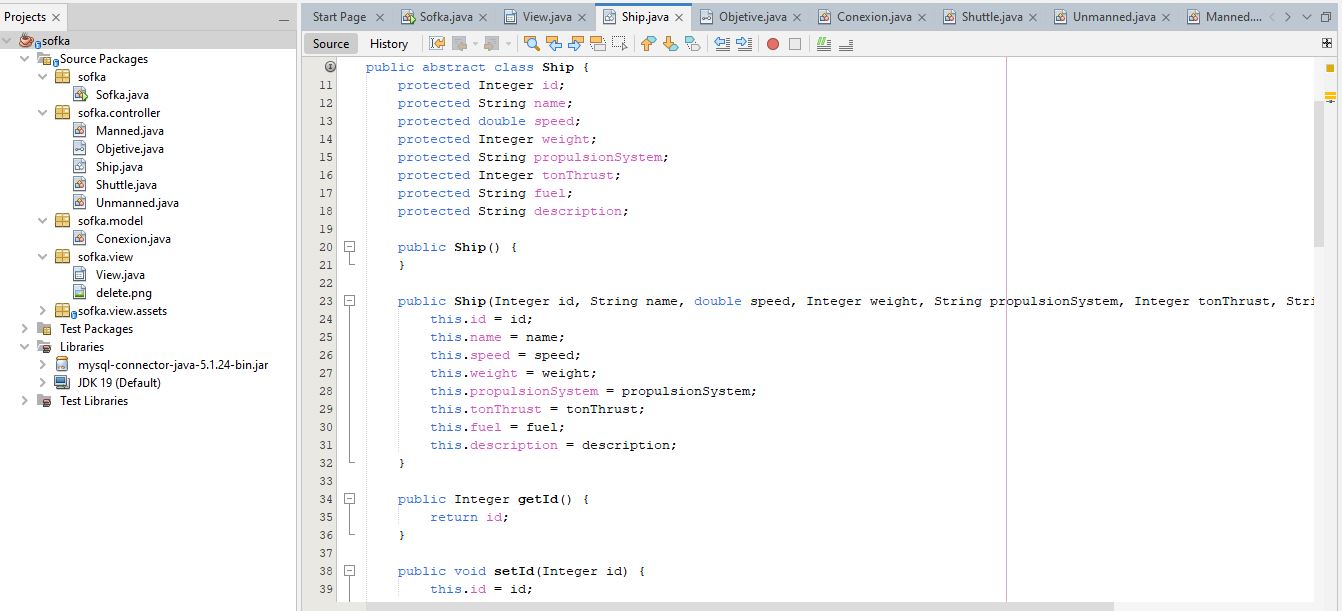 Projects
sofka
Source Packages
sofka
Sofka.java
sofka.controller
Manned.java
Objetive.java
Ship.java
Shuttle.java
Unmanned.java
sofka.model
Conexion.java
sofka.view
View.java
delete.png
sofka.view.assets
Test Packages
Libraries
mysql-connector-java-5.1.24-bin.jar
JDK 19 (Default)
Test Libraries
Start Page Sofka.java View.java Ship.java Objetive.java Conexion.java Shuttle.java Unmanned.java Manned....
Source History
public abstract class Ship {
11 protected Integer id;
12 protected String name;
13 protected double speed;
14 protected Integer weight;
15 protected String propulsionSystem;
16 protected Integer tonThrust;
17 protected String fuel;
18 protected String description;
19
20 public Ship() {
21 }
22
23 public Ship(Integer id, String name, double speed, Integer weight, String propulsionSystem, Integer tonThrust, Stri
24 this.id = id;
25 this.name = name;
26 this.speed = speed;
27 this.weight = weight;
28 this.propulsionSystem = propulsionSystem;
29 this.tonThrust = tonThrust;
30 this.fuel = fuel;
31 this.description = description;
32 }
33
34 public Integer getId() {
35 return id;
36 }
37
38 public void setId(Integer id) {
39 this.id = id;